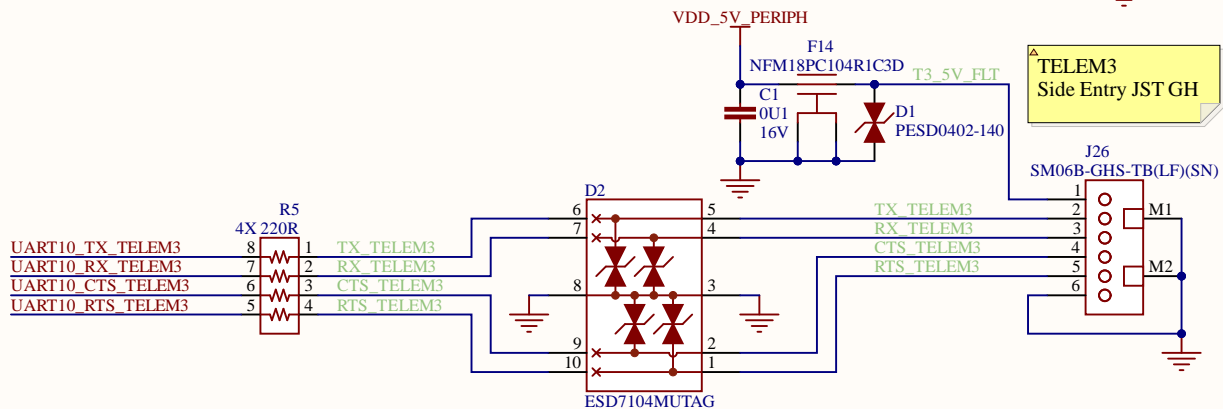 VDD_5V_PERIPH
F14
NFM18PC104R1C3D
T3_5V_FLT
C1
0U1
16V
D1
PESD0402-140
TELEM3
Side Entry JST GH
J26
SM06B-GHS-TB(LF)(SN)
1
2
3
4
5
6
M1
M2
D2
6
7
8
9
10
5
4
3
2
1
ESD7104MUTAG
TX_TELEM3
RX_TELEM3
CTS_TELEM3
RTS_TELEM3
R5
4X 220R
UART10_TX_TELEM3 8 1 TX_TELEM3
UART10_RX_TELEM3 7 2 RX_TELEM3
UART10_CTS_TELEM3 6 3 CTS_TELEM3
UART10_RTS_TELEM3 5 4 RTS_TELEM3